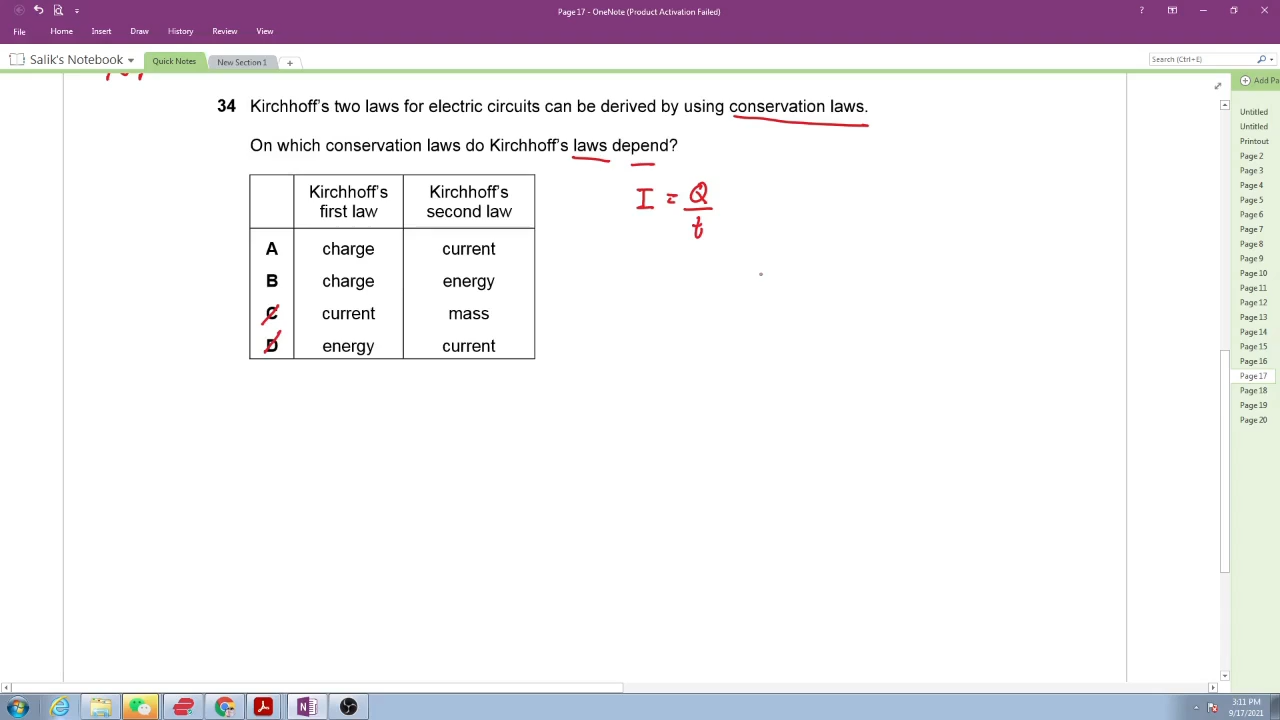 Page 17 - OneNote (Product Activation Failed)
File Home Insert Draw History Review View
Salik's Notebook Quick Notes New Section 1
Search (Ctrl+E)
Add Pa
34 Kirchhoff's two laws for electric circuits can be derived by using conservation laws.
On which conservation laws do Kirchhoff's laws depend?
Kirchhoff's first law Kirchhoff's second law
A charge current
B charge energy
C current mass
D energy current
I = Q/t
Untitled
Untitled
Printout
Page 2
Page 3
Page 4
Page 5
Page 6
Page 7
Page 8
Page 9
Page 10
Page 11
Page 12
Page 13
Page 14
Page 15
Page 16
Page 17
Page 18
Page 19
Page 20
3:11 PM
9/17/2021